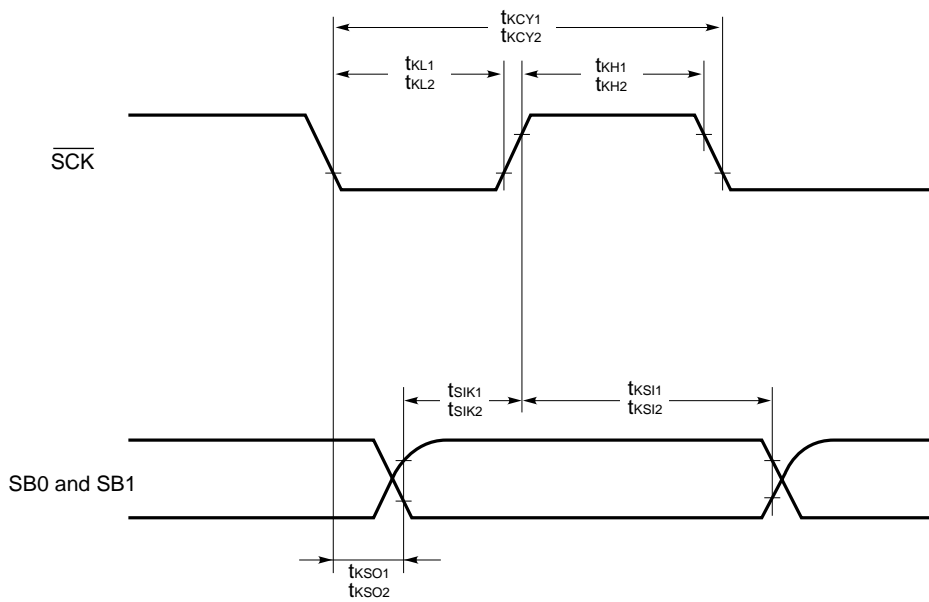 tKCY1
tKCY2
tKL1
tKL2
tKH1
tKH2
SCK
tSIK1
tSIK2
tKSI1
tKSI2
SB0 and SB1
tKSO1
tKSO2